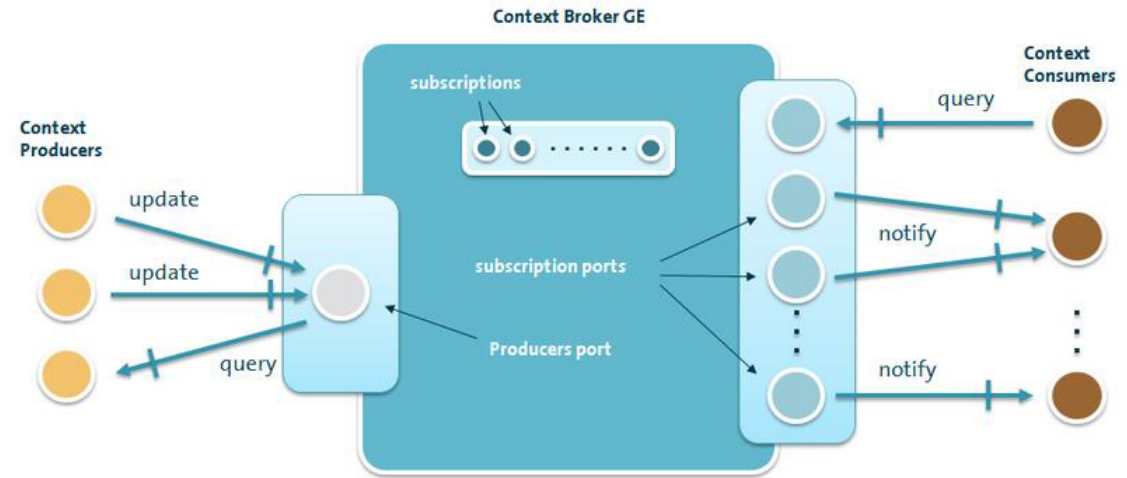 Context Broker GE
subscriptions
Context
Consumers
query
Context
Producers
update
notify
subscription ports
update
Producers port
query
notify